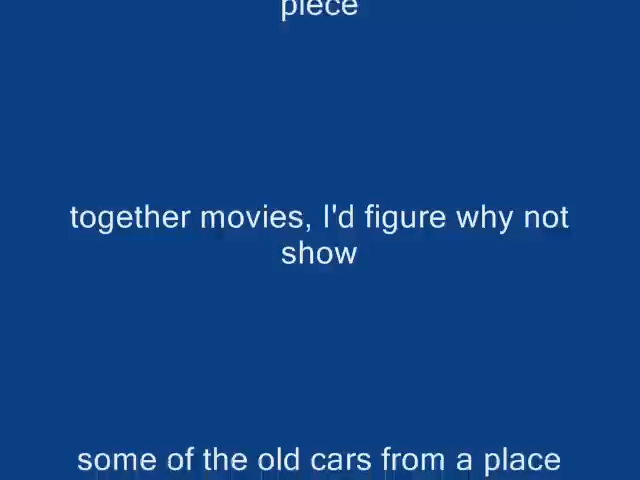 piece
together movies, I'd figure why not
show
some of the old cars from a place